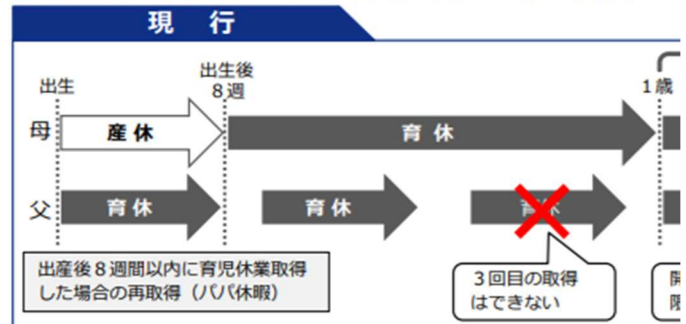 現 行
出生
出生後
8週
1歳
母
産休
育休
父
育休
育休
育休
出産後8週間以内に育児休業取得
した場合の再取得（パパ休暇）
3回目の取得
はできない